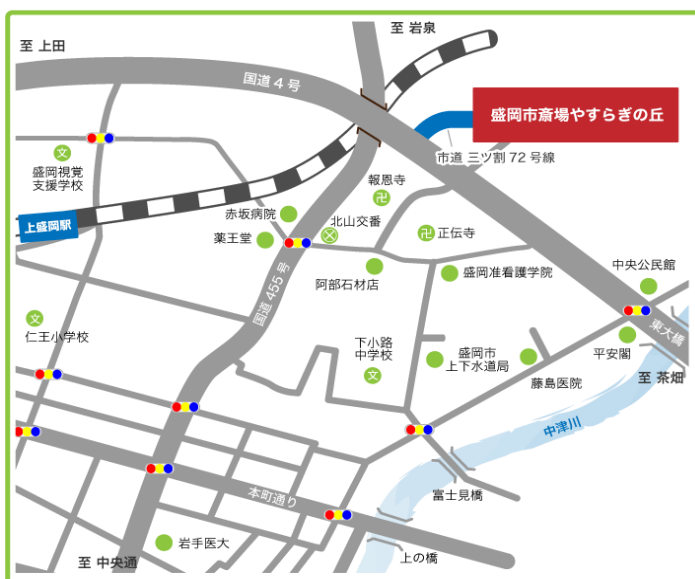 至 岩泉
至 上田
国道4号
盛岡市斎場やすらぎの丘
市道 三ツ割 72 号線
盛岡視覚
支援学校
報恩寺
赤坂病院
北山交番
上盛岡駅
薬王堂
正伝寺
中央公民館
盛岡准看護学院
阿部石材店
国道 455 号
仁王小学校
下小路
中学校
東大橋
平安閣
盛岡市
上下水道局
藤島医院
至 茶畑
中津川
富士見橋
本町通り
岩手医大
上の橋
至 中央通